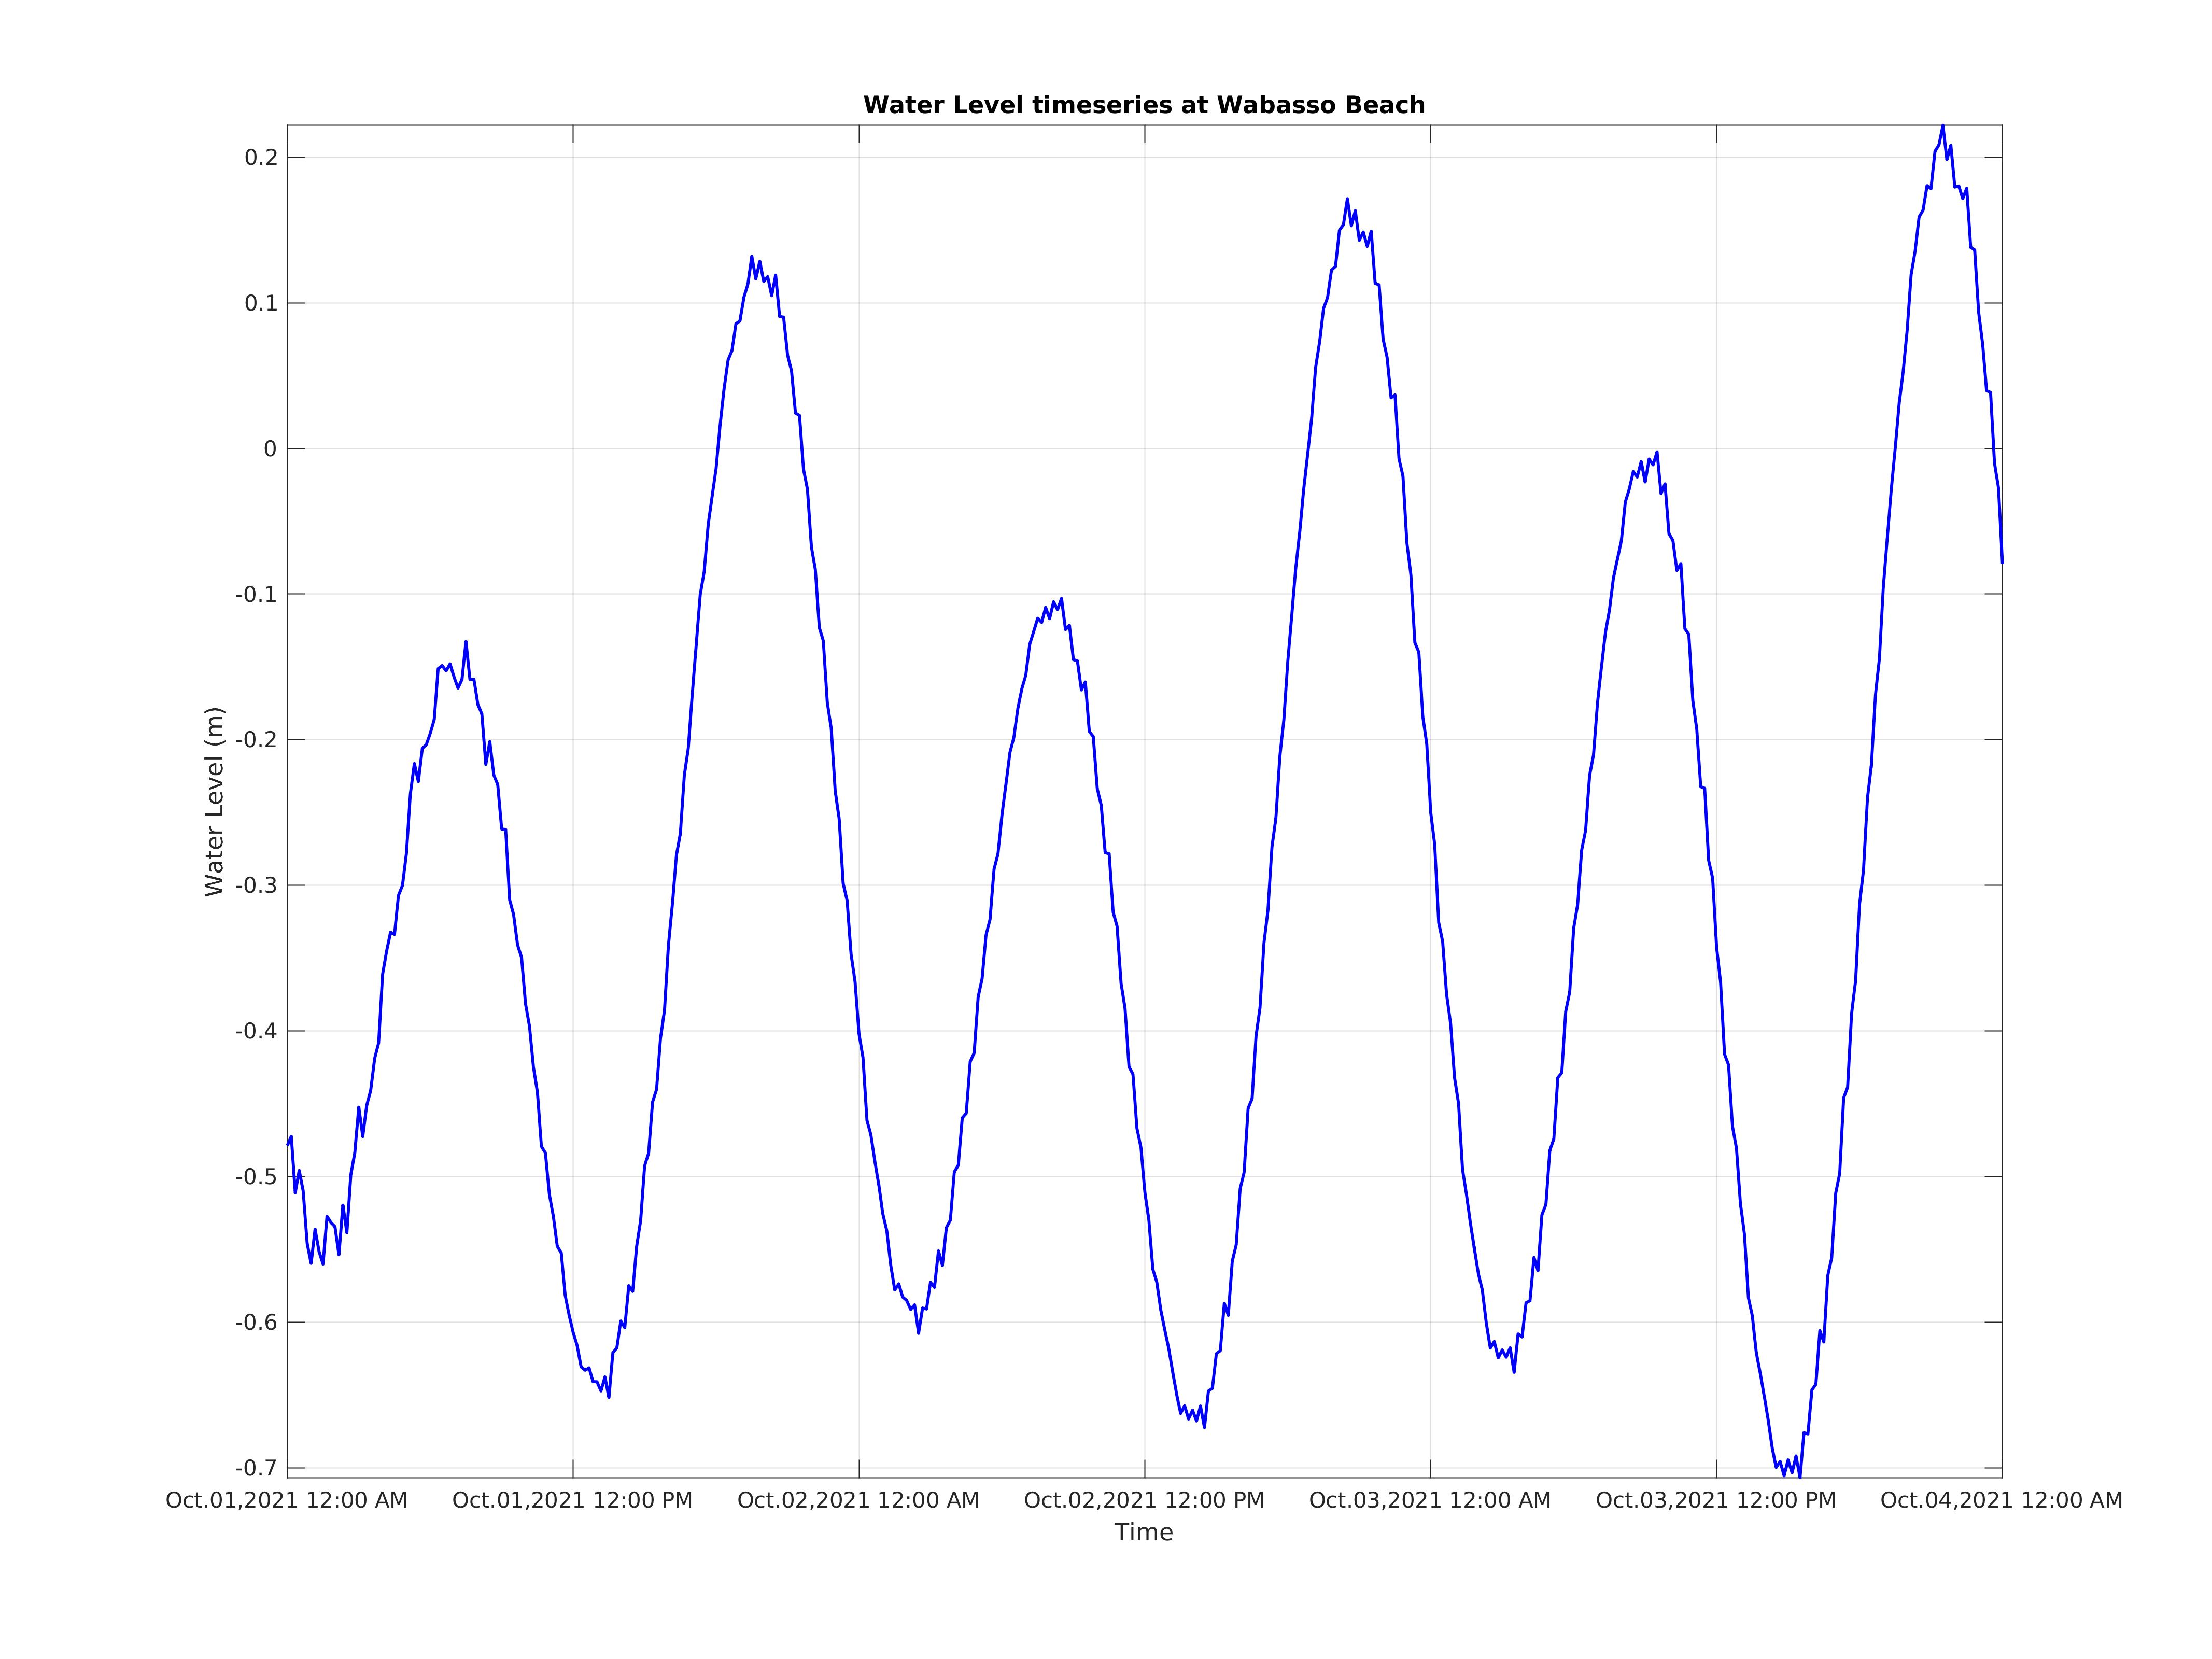 Water Level timeseries at Wabasso Beach
0.2
0.1
0
-0.1
-0.2
-0.3
-0.4
-0.5
-0.6
-0.7
Water Level (m)
Oct.01,2021 12:00 AM
Oct.01,2021 12:00 PM
Oct.02,2021 12:00 AM
Oct.02,2021 12:00 PM
Oct.03,2021 12:00 AM
Oct.03,2021 12:00 PM
Oct.04,2021 12:00 AM
Time